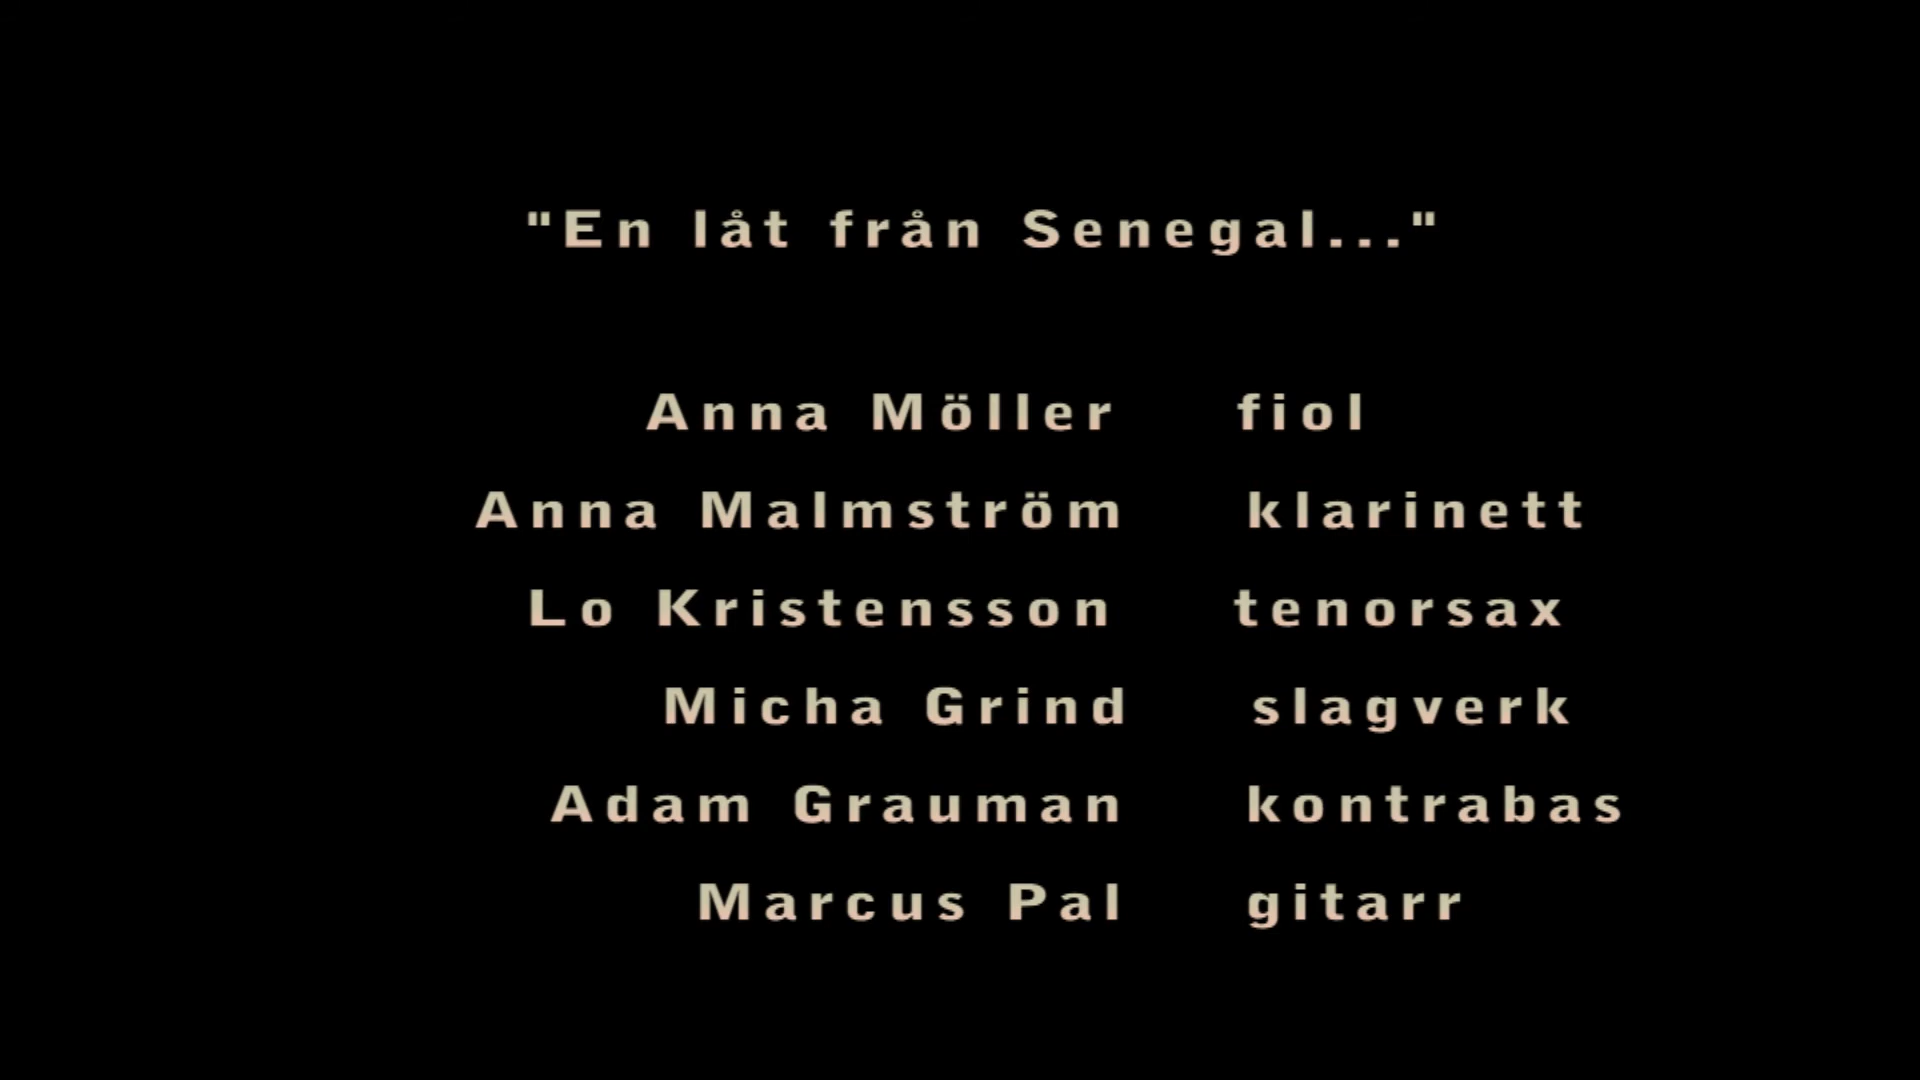 "En låt från Senegal..."
Anna Möller fiol
Anna Malmström klarinett
Lo Kristensson tenorsax
Micha Grind slagverk
Adam Grauman kontrabas
Marcus Pal gitarr